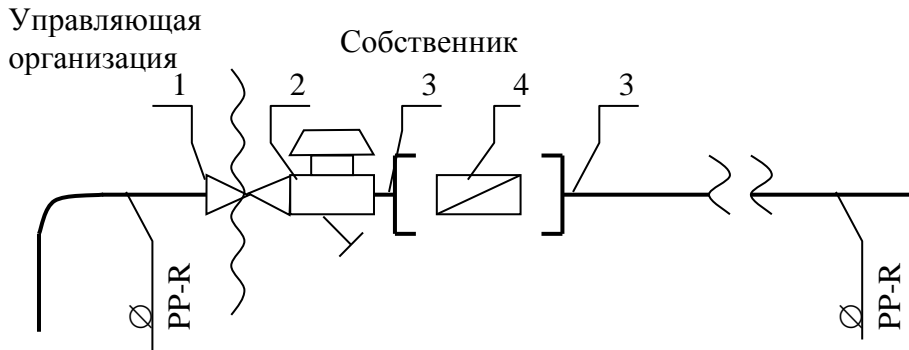 Управляющая
организация
Собственник
1
2
3
4
3
∅ PP-R
∅ PP-R